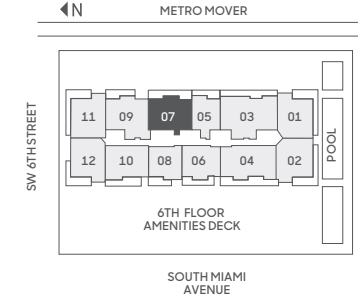 N
METRO MOVER
SW 6TH STREET
11 09 07 05 03 01
12 10 08 06 04 02
POOL
6TH FLOOR
AMENITIES DECK
SOUTH MIAMI
AVENUE